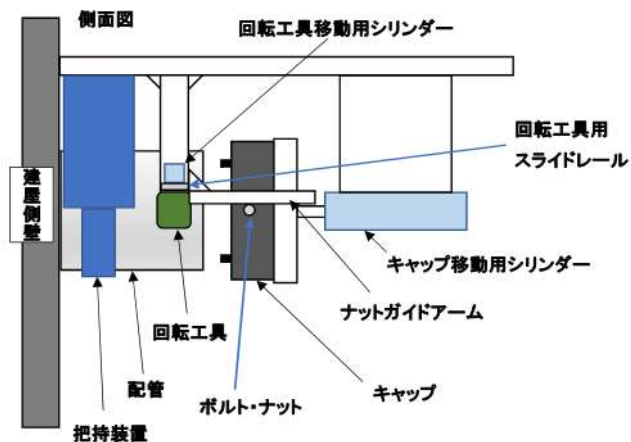 側面図
回転工具移動用シリンダー
回転工具用
スライドレール
建屋側壁
キャップ移動用シリンダー
ナットガイドアーム
回転工具
キャップ
配管
ボルト・ナット
把持装置